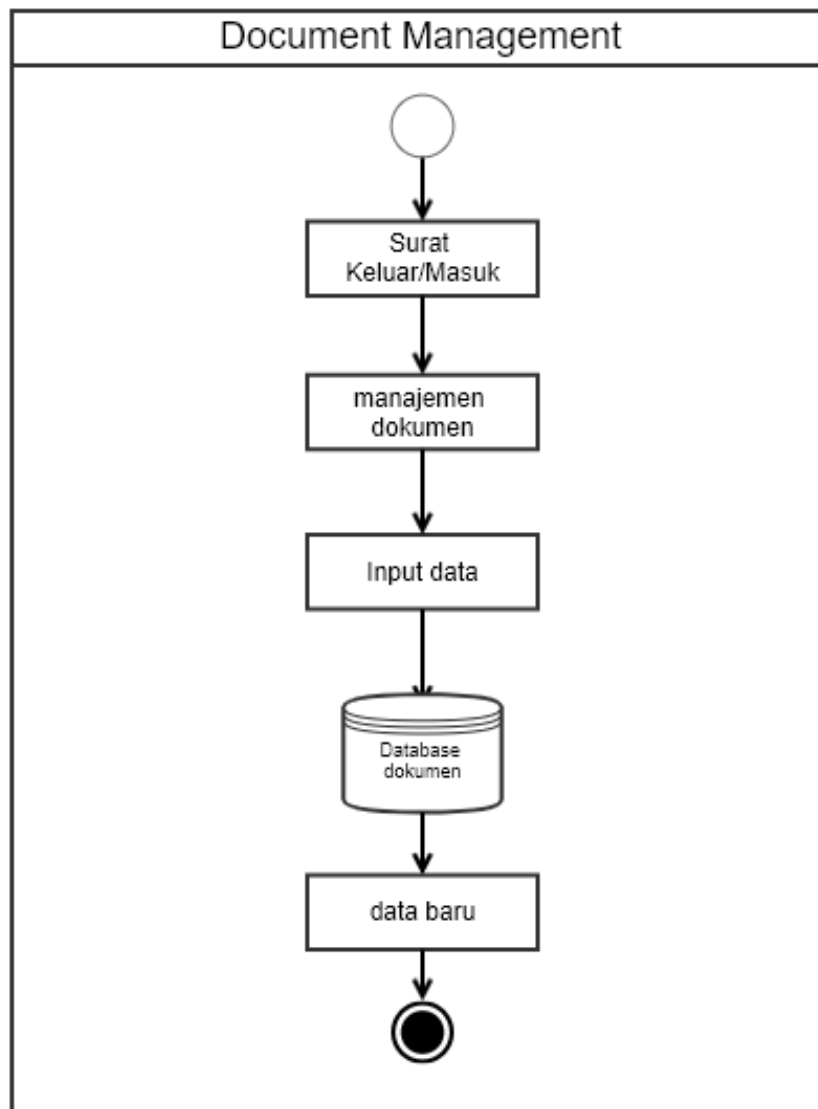 Document Management
Surat
Keluar/Masuk
manajemen
dokumen
Input data
Database
dokumen
data baru